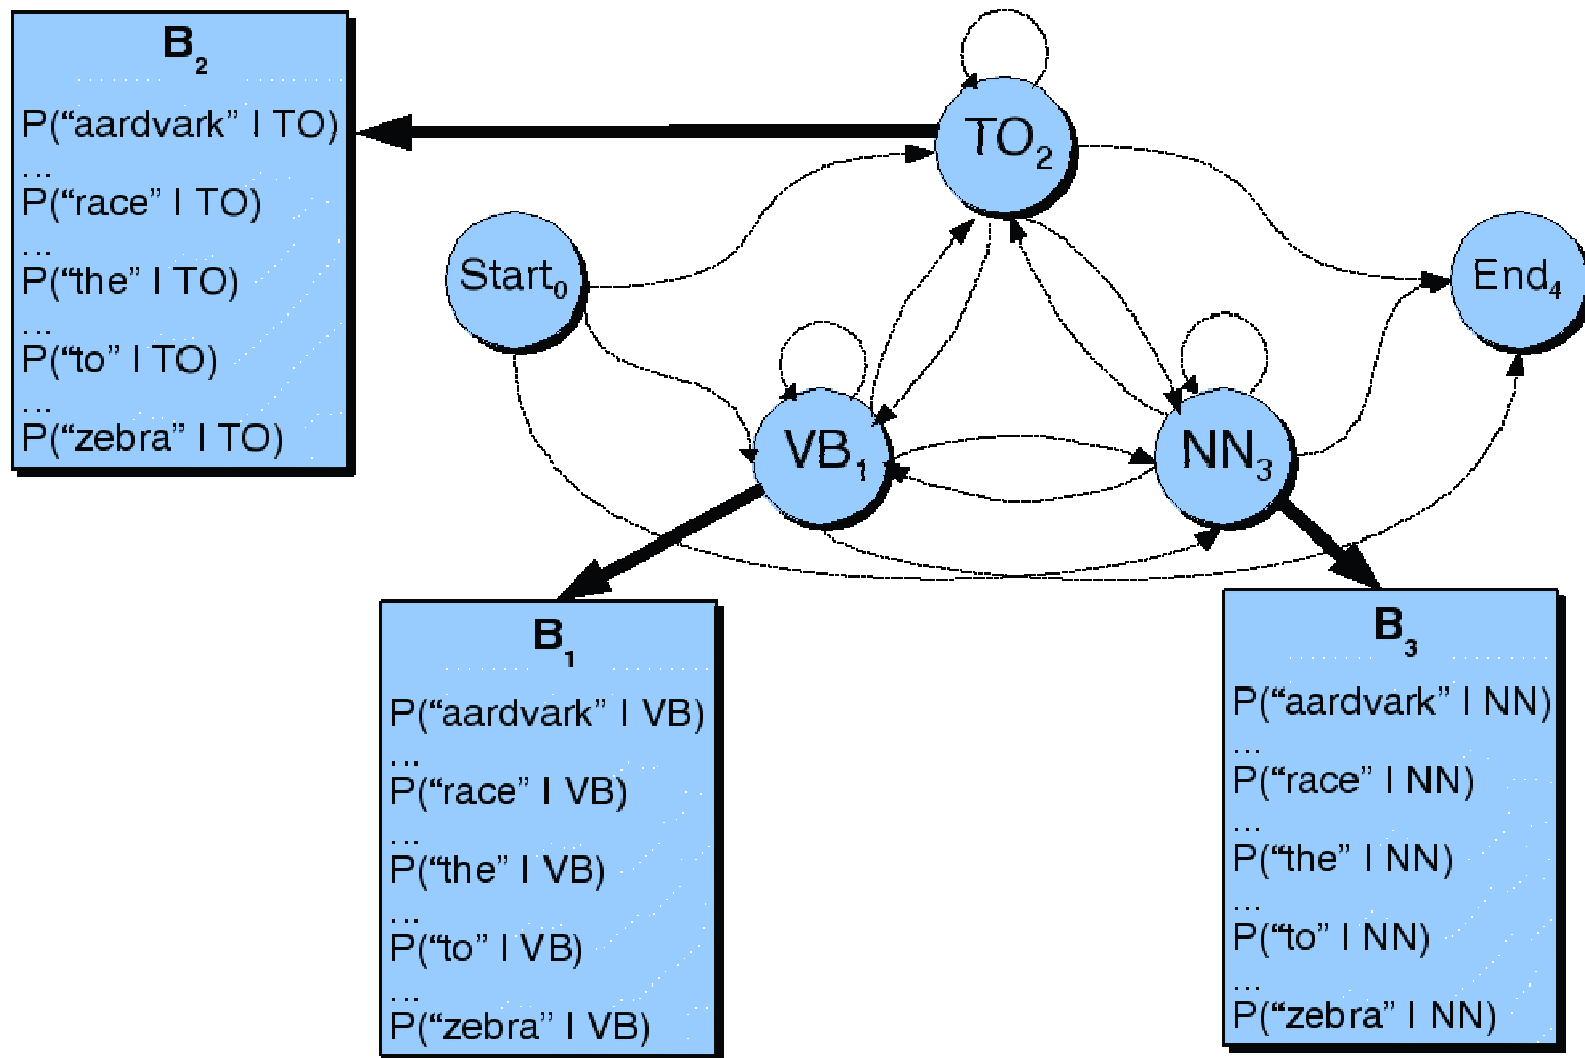 B₂
P(“aardvark” | TO)
...
P(“race” | TO)
...
P(“the” | TO)
...
P(“to” | TO)
...
P(“zebra” | TO)
TO₂
Start₀
End₄
VB₁
NN₃
B₁
P(“aardvark” | VB)
...
P(“race” | VB)
...
P(“the” | VB)
...
P(“to” | VB)
...
P(“zebra” | VB)
B₃
P(“aardvark” | NN)
...
P(“race” | NN)
...
P(“the” | NN)
...
P(“to” | NN)
...
P(“zebra” | NN)